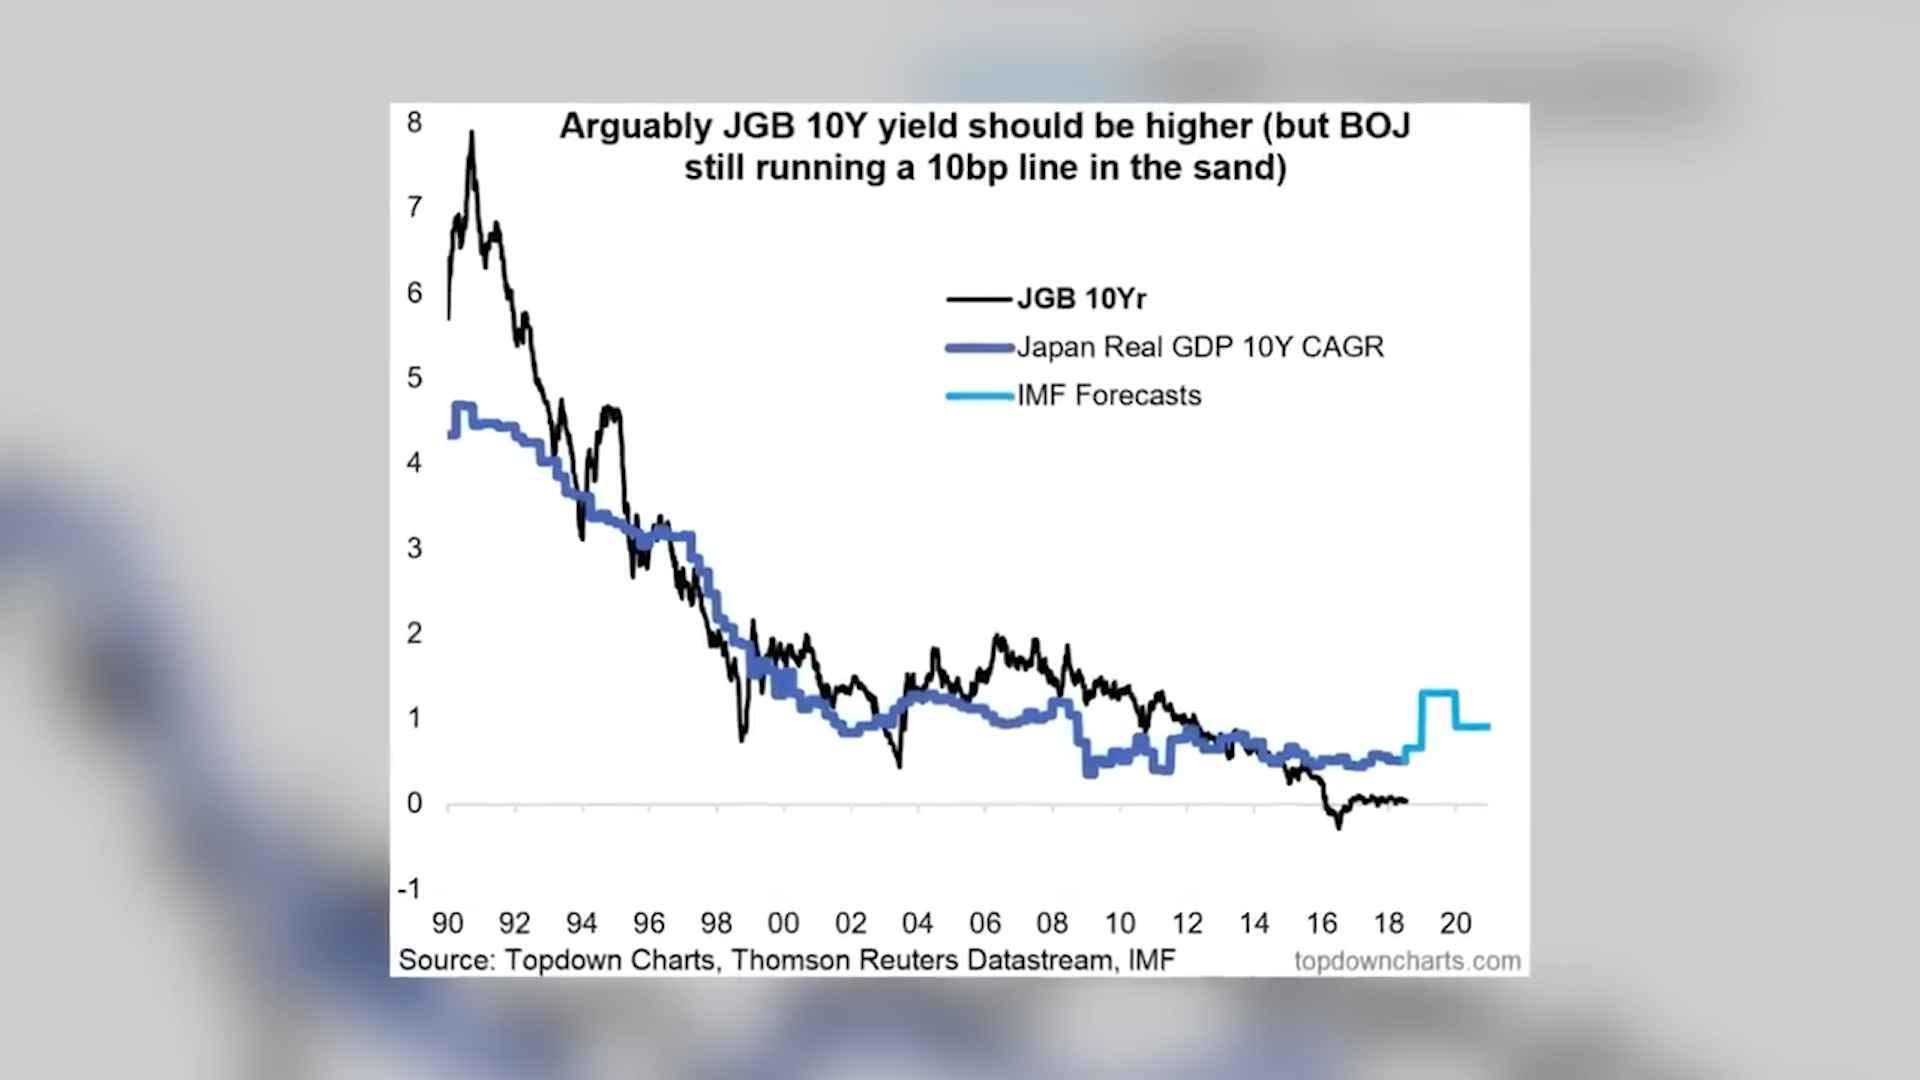 Arguably JGB 10Y yield should be higher (but BOJ
still running a 10bp line in the sand)
8
7
6
5
4
3
2
1
0
-1
JGB 10Yr
Japan Real GDP 10Y CAGR
IMF Forecasts
90 92 94 96 98 00 02 04 06 08 10 12 14 16 18 20
Source: Topdown Charts, Thomson Reuters Datastream, IMF
topdowncharts.com